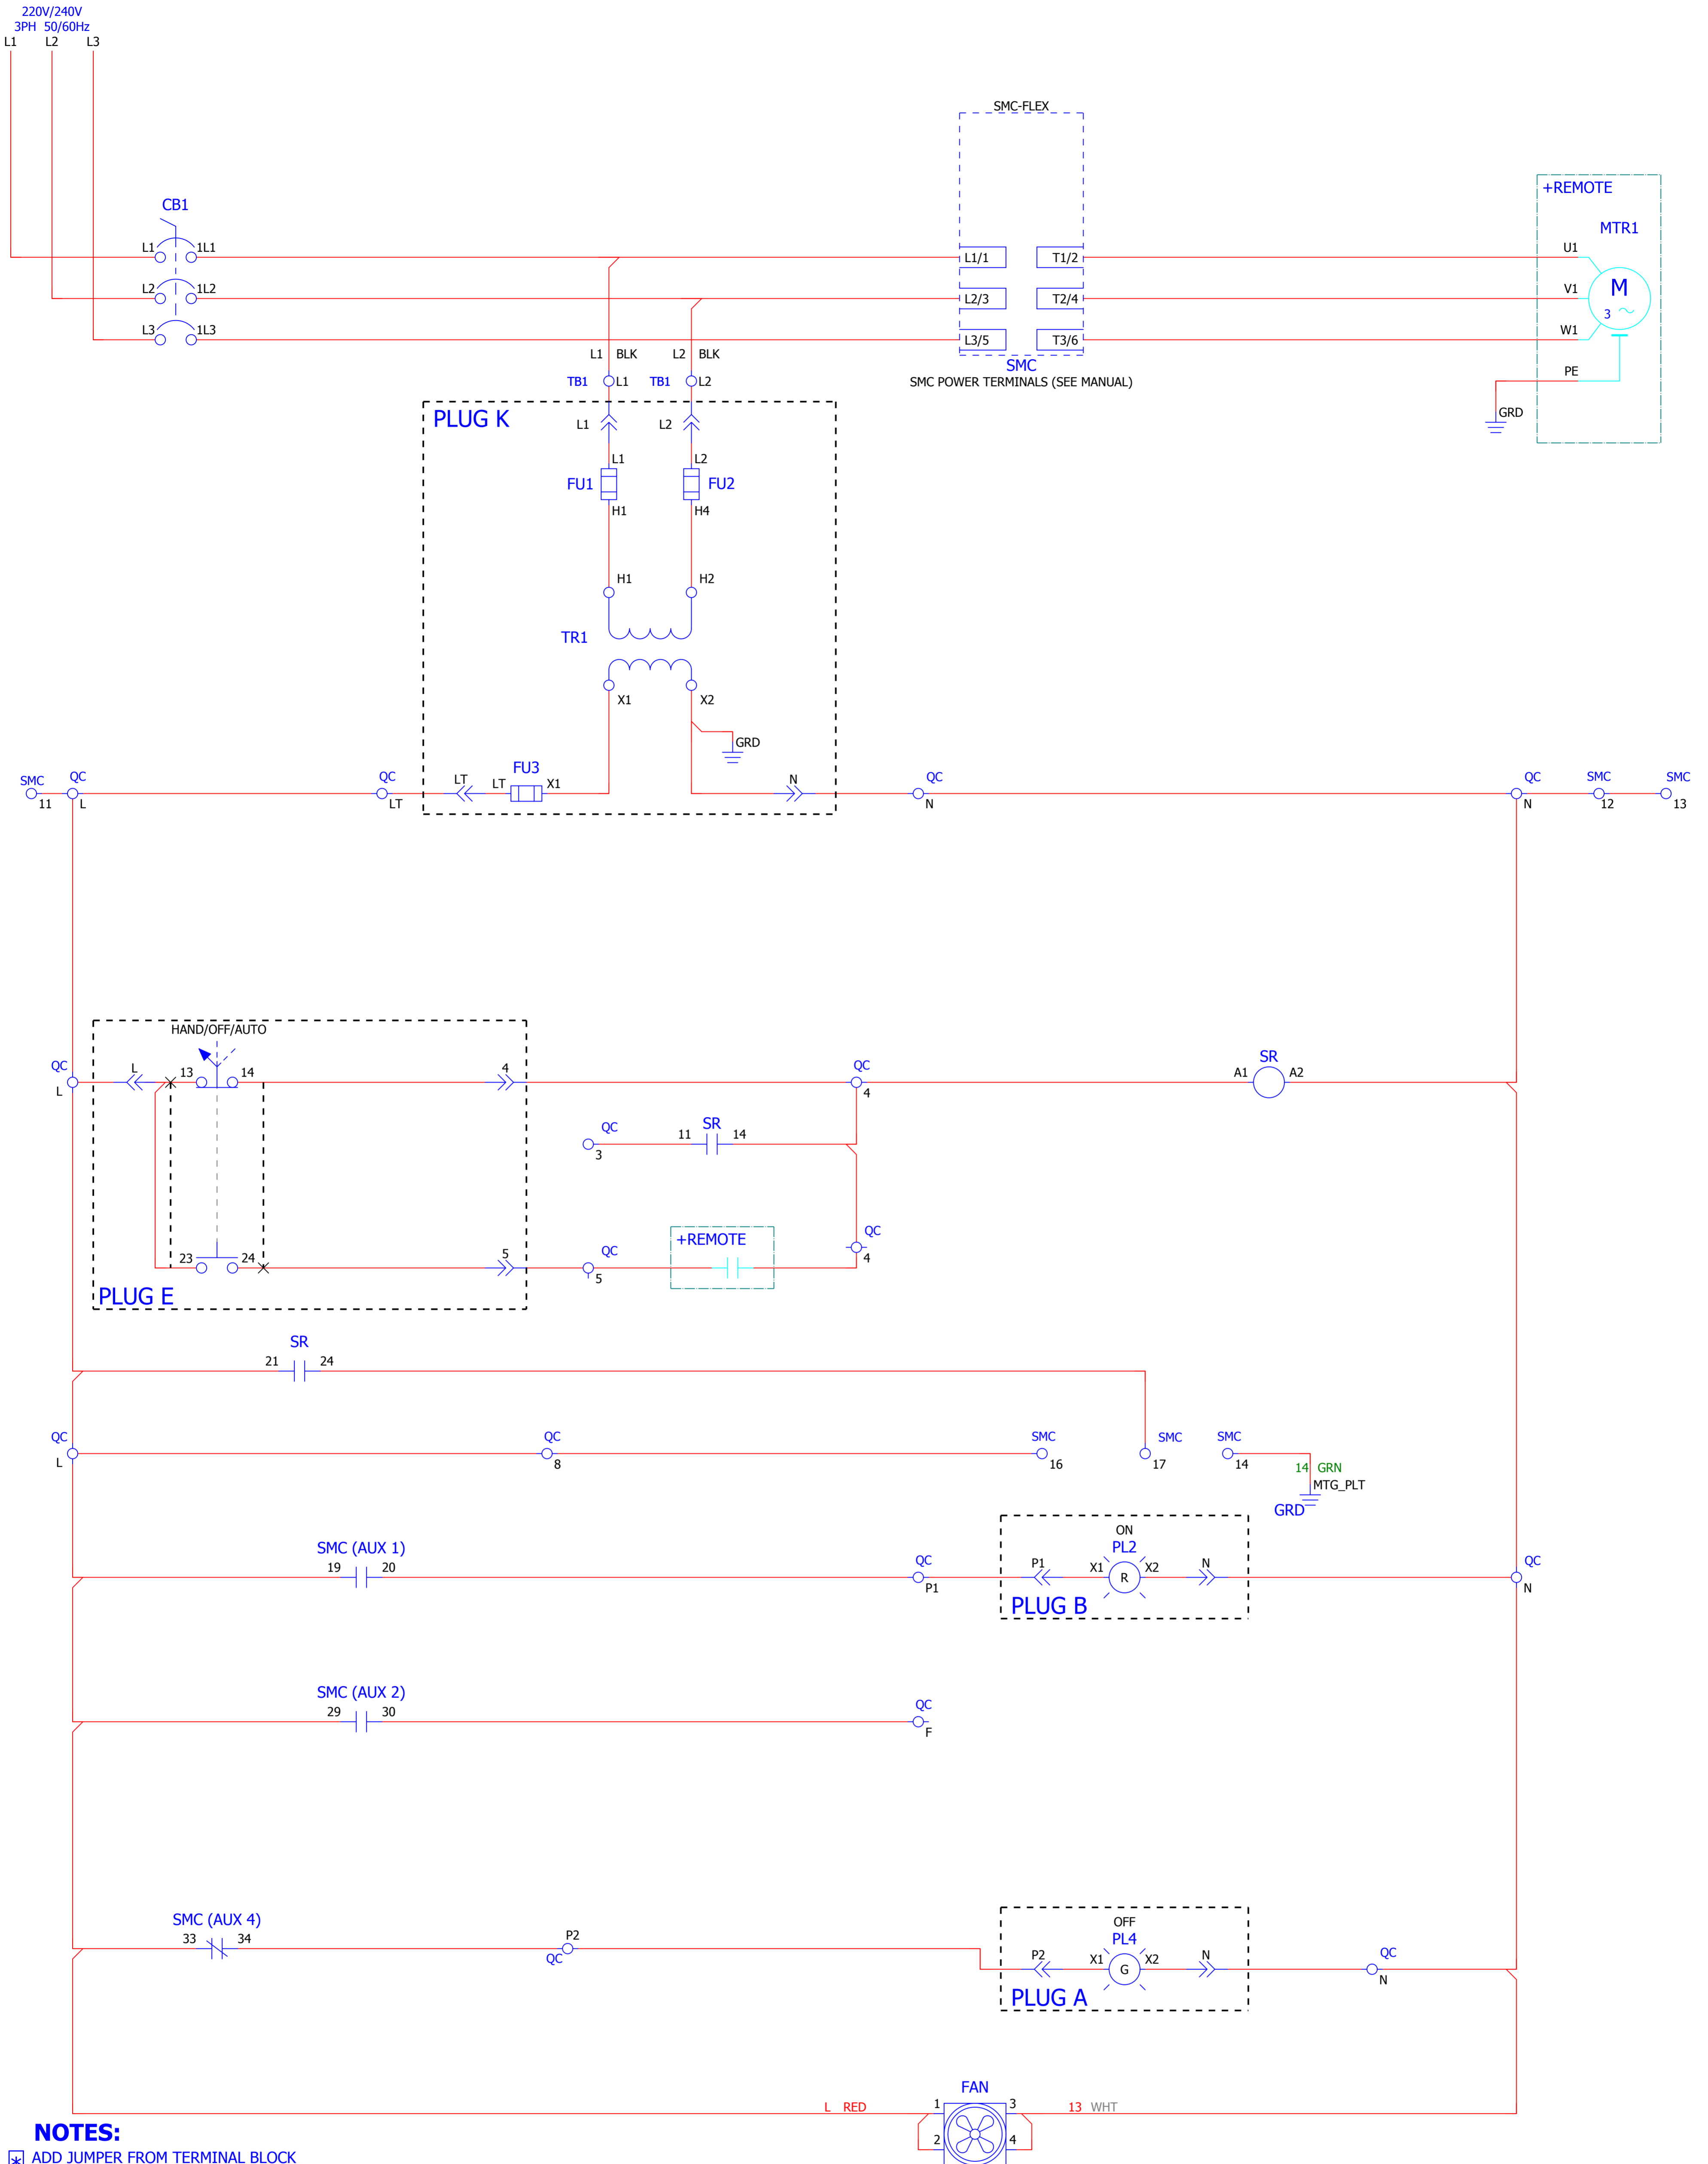 220V/240V
3PH 50/60Hz
L1 L2 L3
SMC-FLEX
+REMOTE
CB1
MTR1
L1 1L1
L1/1 T1/2
U1
L2 1L2
L2/3 T2/4
V1
M
3
L3 1L3
L3/5 T3/6
W1
L1 BLK L2 BLK
SMC
SMC POWER TERMINALS (SEE MANUAL)
PE
TB1 L1 TB1 L2
GRD
PLUG K
L1 L2
L1 L2
FU1 FU2
H1 H4
H1 H2
TR1
X1 X2
GRD
SMC QC QC LT LT FU3 X1 N QC QC SMC SMC
11 L LT N N 12 13
HAND/OFF/AUTO
QC L 13 14 4 QC SR
L 4 A1 A2
QC 11 SR 14
3
QC
+REMOTE
4
23 24 5 QC
5
PLUG E
SR
21 24
QC QC SMC SMC SMC
L 8 16 17 14
14 GRN
MTG_PLT
GRD
ON
SMC (AUX 1)
PL2
19 20 QC P1 X1 R X2 N QC
P1 N
PLUG B
SMC (AUX 2)
29 30 QC
F
SMC (AUX 4)
OFF
33 34 P2
PL4
QC
P2 X1 G X2 N QC
N
PLUG A
FAN
L RED 1 3 13 WHT
2 4
NOTES:
* ADD JUMPER FROM TERMINAL BLOCK